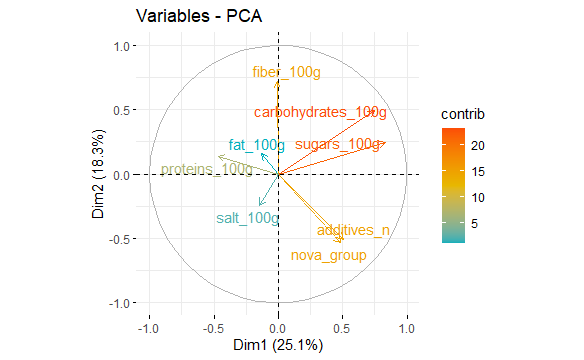 Variables - PCA
1.0
0.5
0.0
-0.5
-1.0
Dim2 (18.3%)
fiber_100g
carbohydrates_100g
fat_100g
sugars_100g
proteins_100g
salt_100g
additives_n
nova_group
-1.0
-0.5
0.0
0.5
1.0
Dim1 (25.1%)
contrib
20
15
10
5